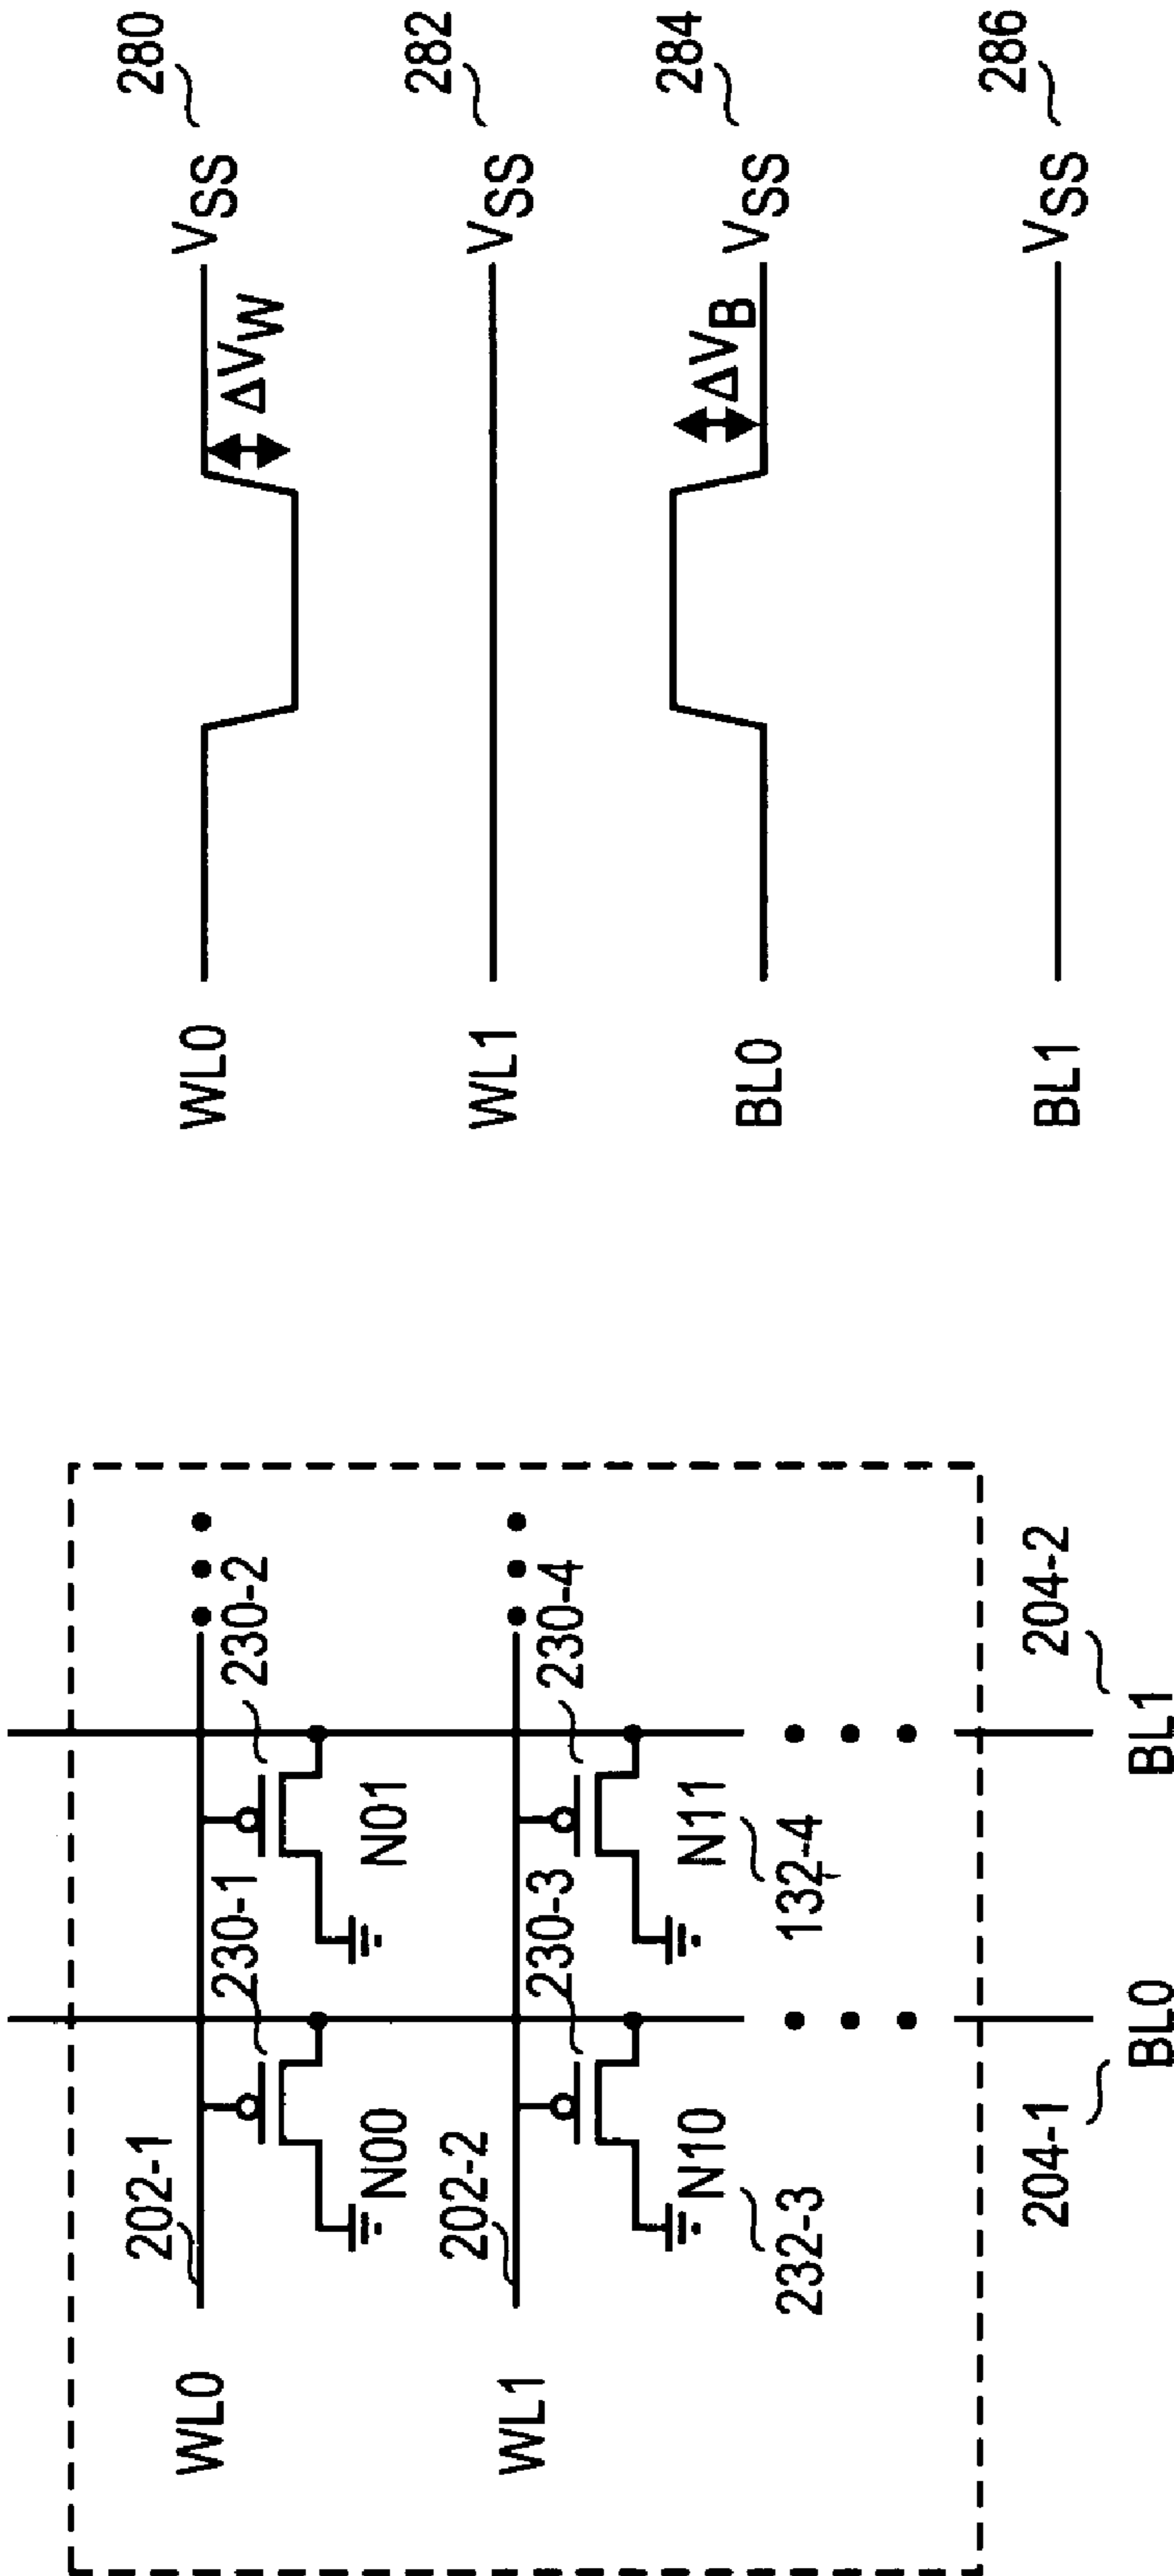 WL0
202-1
230-1
230-2
N00
N01
WL1
202-2
230-3
230-4
N10
N11
232-3
132-4
204-1
204-2
BL0
BL1
WL0
ΔVW
VSS
280
WL1
VSS
282
BL0
ΔVB
VSS
284
BL1
VSS
286